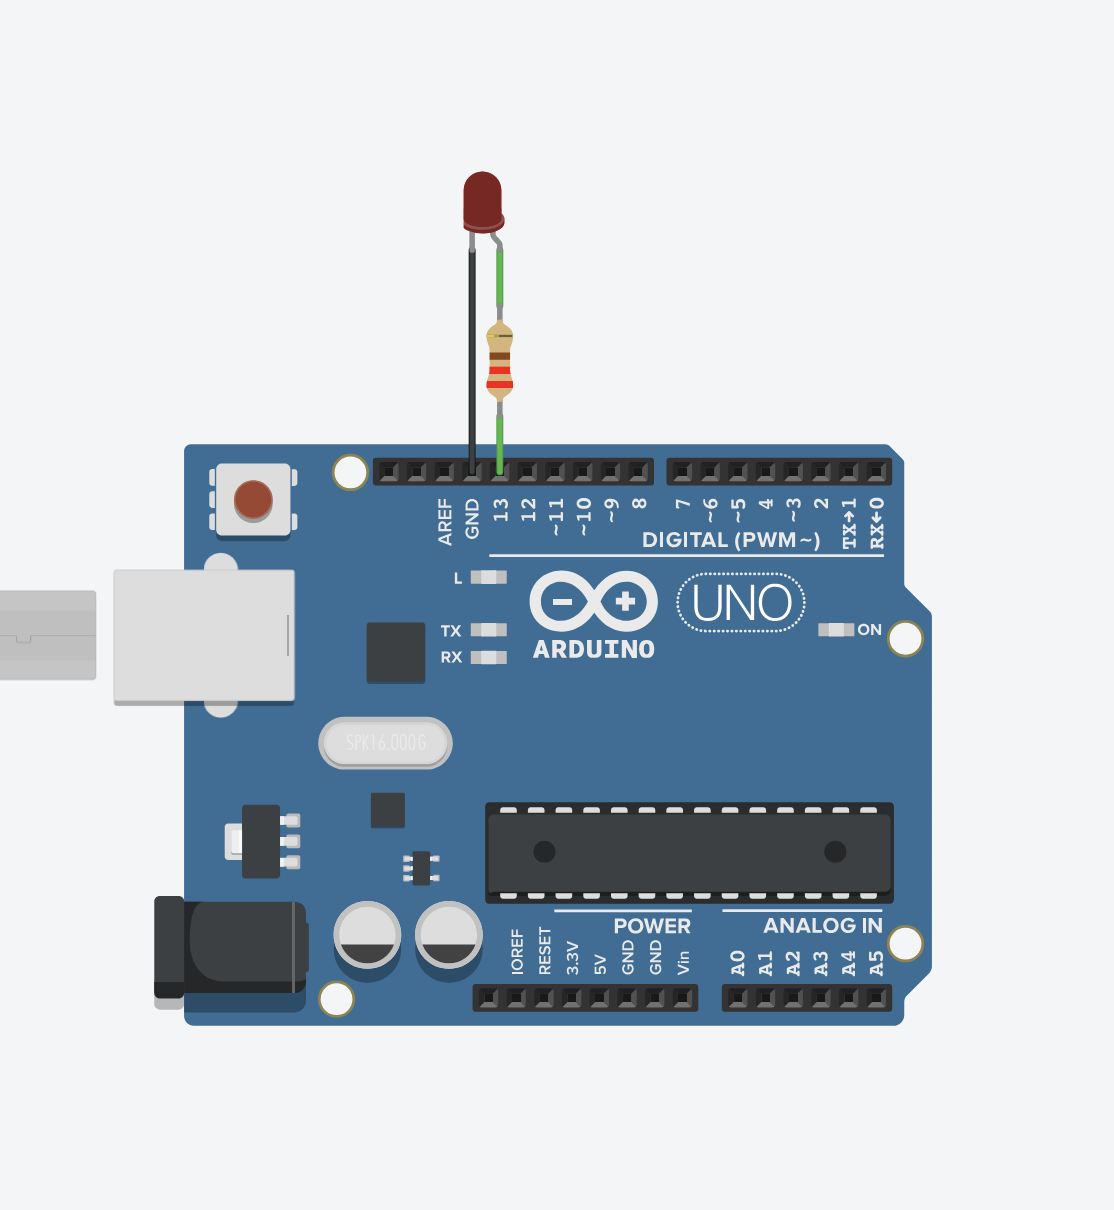 AREF
GND
13
12
~11
~10
~9
8
7
~6
~5
4
~3
2
TX→1
RX←0
DIGITAL (PWM~)
L
TX
RX
ARDUINO
UNO
ON
SPK16.000G
POWER
ANALOG IN
IOREF
RESET
3.3V
5V
GND
GND
Vin
A0
A1
A2
A3
A4
A5